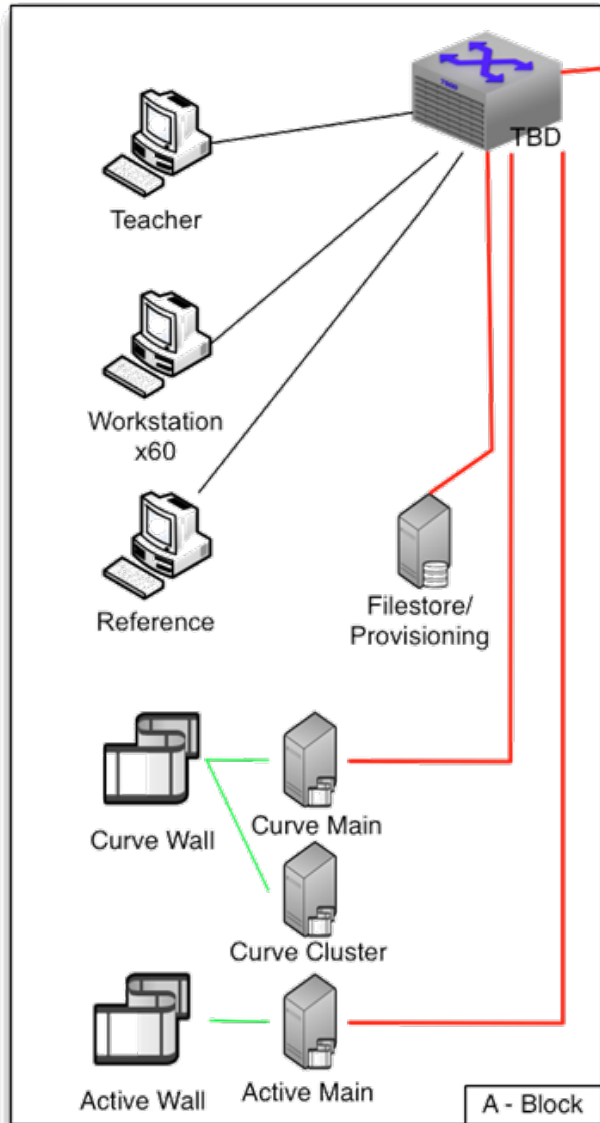 TBD
Teacher
Workstation
x60
Reference
Filestore/
Provisioning
Curve Wall
Curve Main
Curve Cluster
Active Wall
Active Main
A - Block